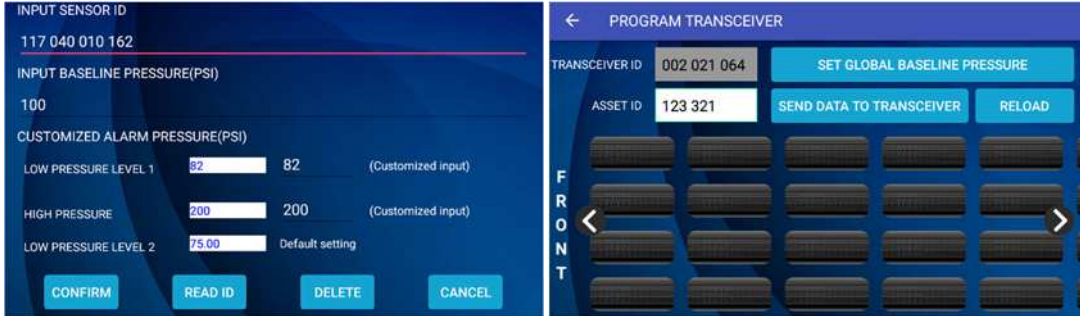 INPUT SENSOR ID
117 040 010 162
INPUT BASELINE PRESSURE(PSI)
100
CUSTOMIZED ALARM PRESSURE(PSI)
LOW PRESSURE LEVEL 1 82 82 (Customized input)
HIGH PRESSURE 200 200 (Customized input)
LOW PRESSURE LEVEL 2 75.00 Default setting
CONFIRM READ ID DELETE CANCEL
PROGRAM TRANSCEIVER
TRANSCEIVER ID 002 021 064 SET GLOBAL BASELINE PRESSURE
ASSET ID 123 321 SEND DATA TO TRANSCEIVER RELOAD
FRONT